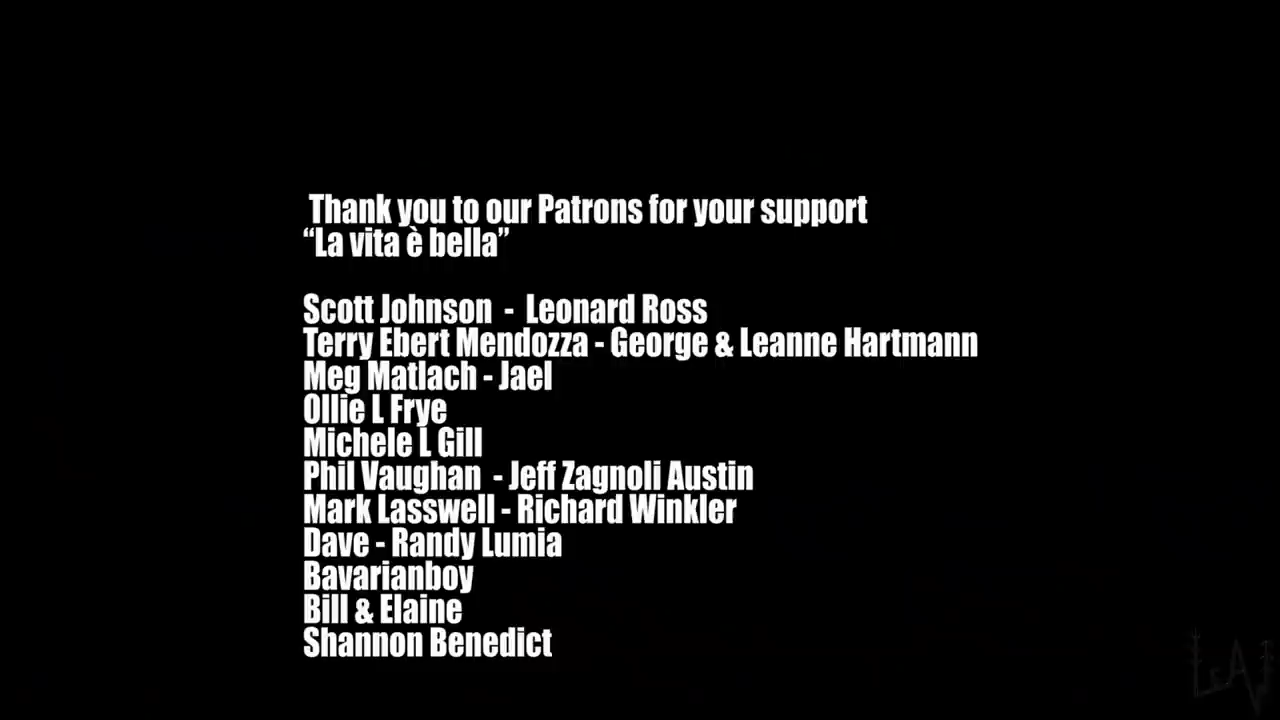 Thank you to our Patrons for your support
“La vita è bella”
Scott Johnson - Leonard Ross
Terry Ebert Mendozza - George & Leanne Hartmann
Meg Matlach - Jael
Ollie L Frye
Michele L Gill
Phil Vaughan - Jeff Zagnoli Austin
Mark Lasswell - Richard Winkler
Dave - Randy Lumia
Bavarianboy
Bill & Elaine
Shannon Benedict